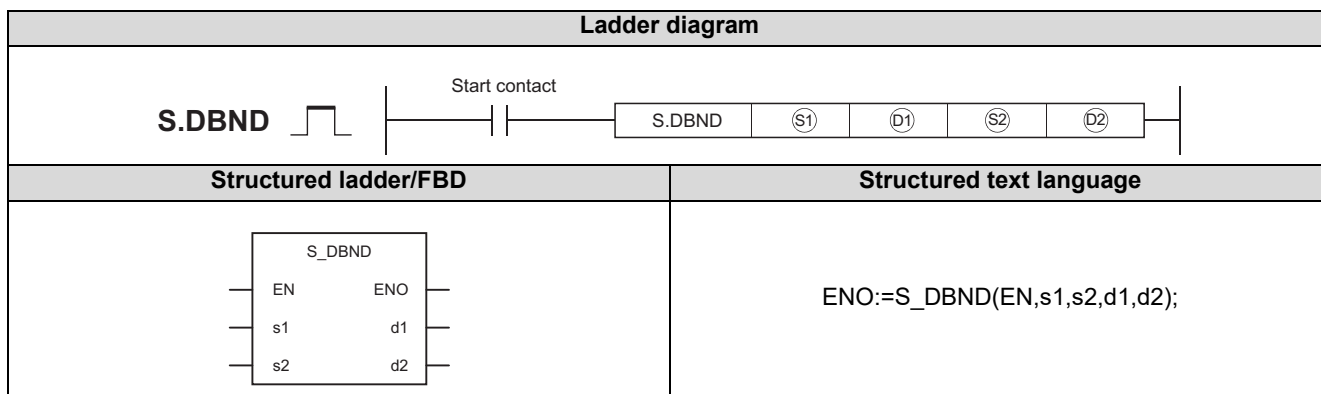 Ladder diagram
Start contact
S.DBND S.DBND S1 D1 S2 D2
Structured ladder/FBD Structured text language
S_DBND
EN ENO
ENO:=S_DBND(EN,s1,s2,d1,d2);
s1 d1
s2 d2